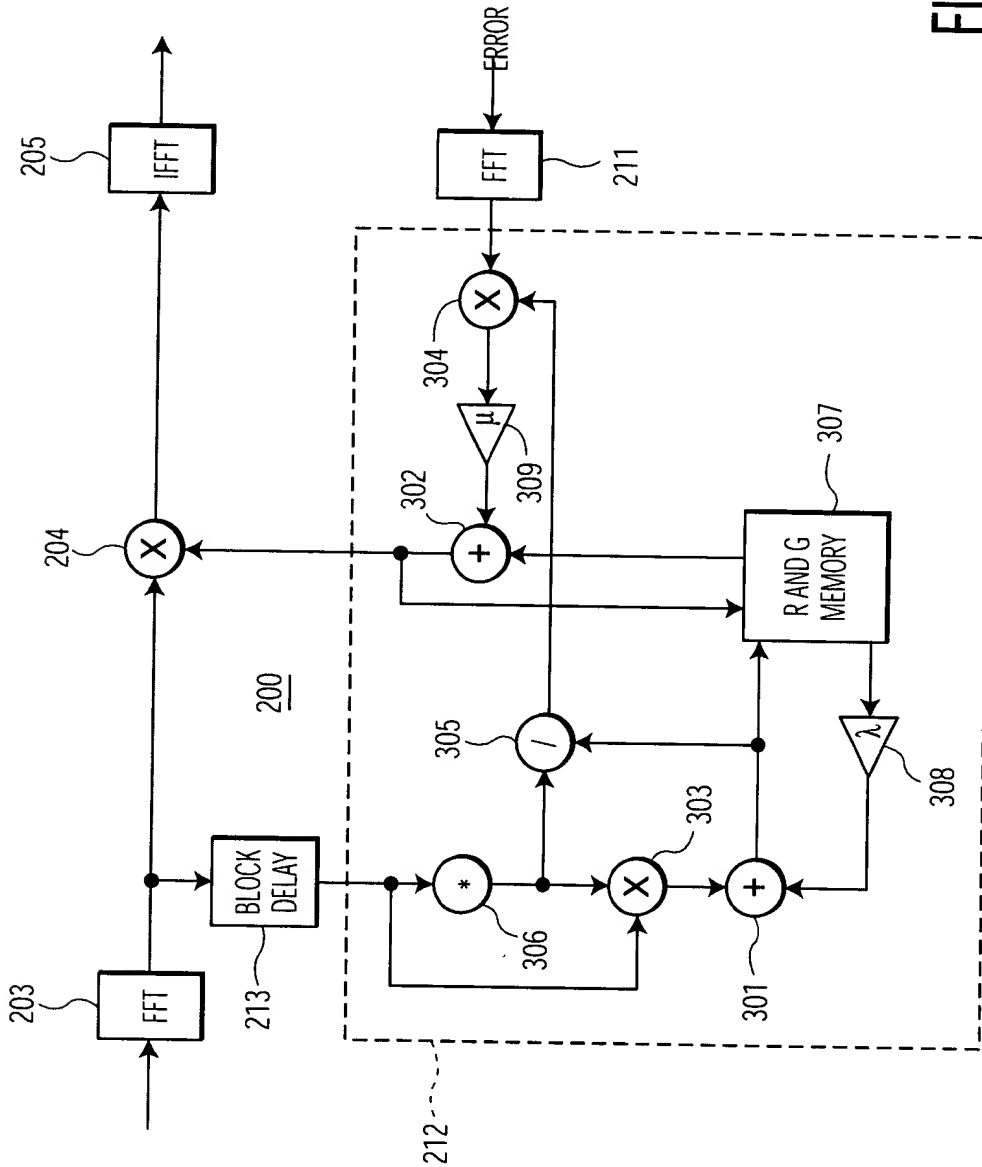 203
FFT
204
X
205
IFFT
200
BLOCK
DELAY
213
ERROR
FFT
211
212
X
304
μ
309
302
+
305
/
*
306
X
303
+
301
R AND G
MEMORY
307
λ
308